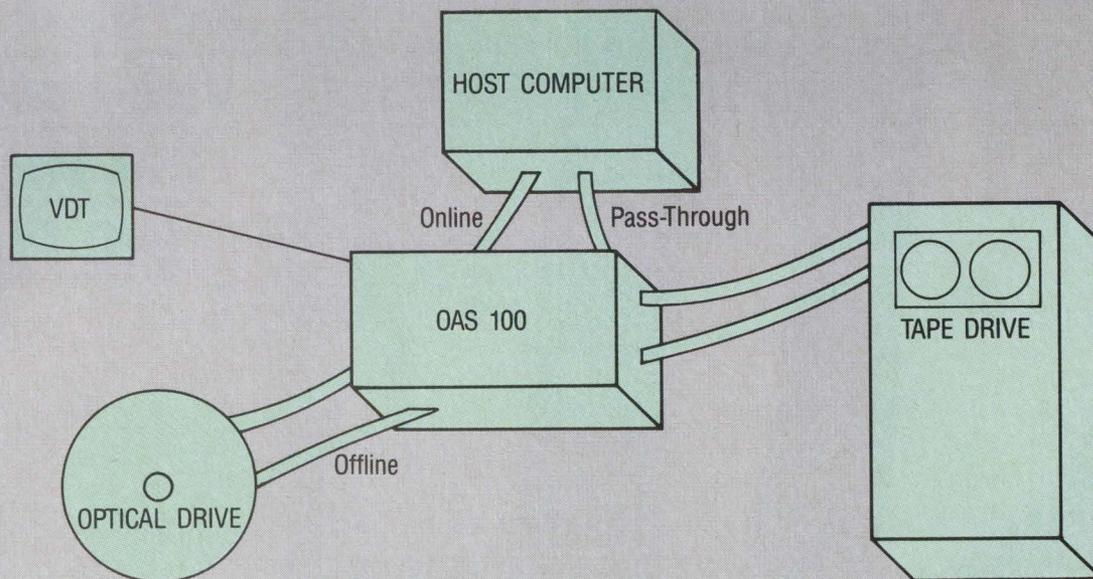 HOST COMPUTER
VDT
Online
Pass-Through
OAS 100
TAPE DRIVE
Offline
OPTICAL DRIVE